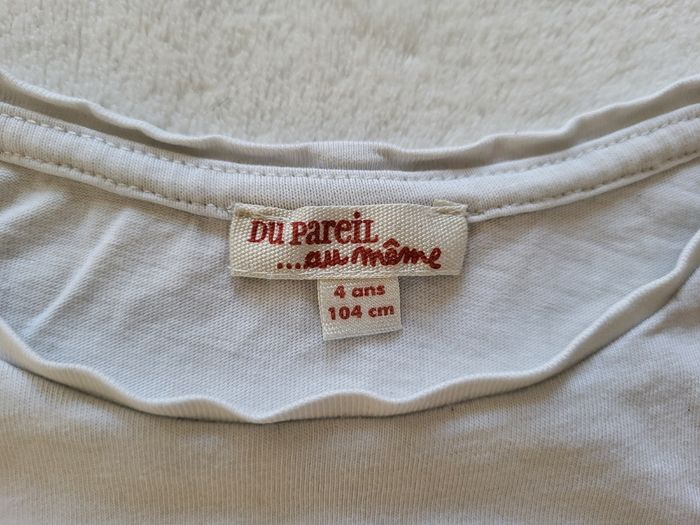 DU PAREIL
...au même
4 ans
104 cm